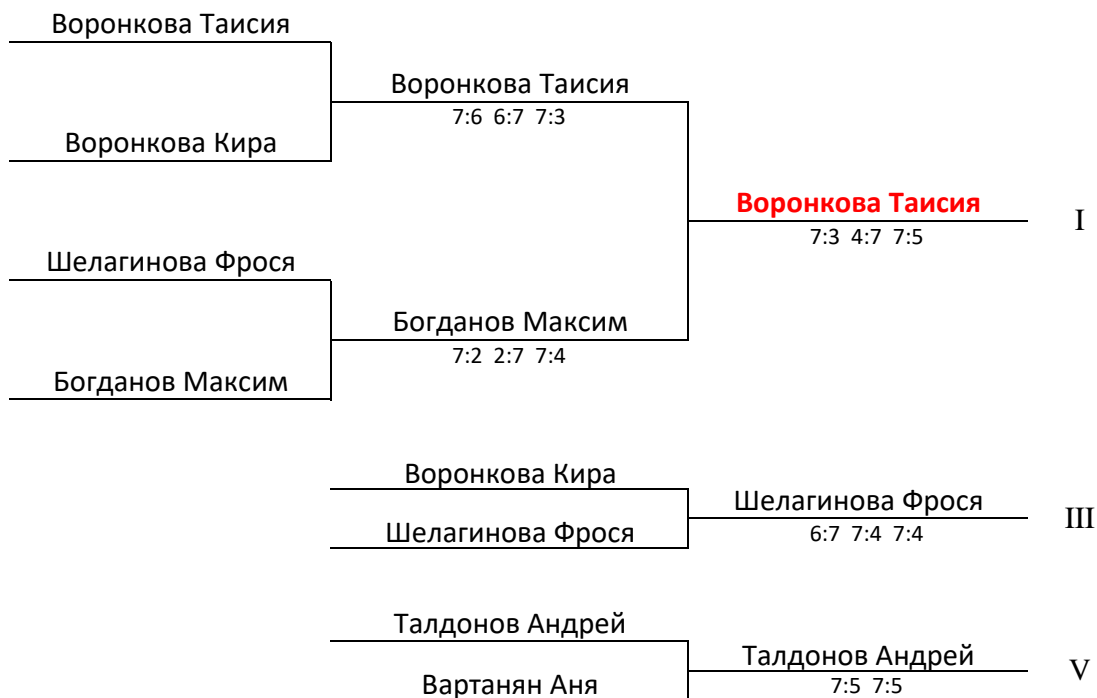 Воронкова Таисия
Воронкова Таисия
7:6 6:7 7:3
Воронкова Кира
Воронкова Таисия
I
7:3 4:7 7:5
Шелагинова Фрося
Богданов Максим
7:2 2:7 7:4
Богданов Максим
Воронкова Кира
Шелагинова Фрося
III
Шелагинова Фрося
6:7 7:4 7:4
Талдонов Андрей
Талдонов Андрей
V
Вартанян Аня
7:5 7:5